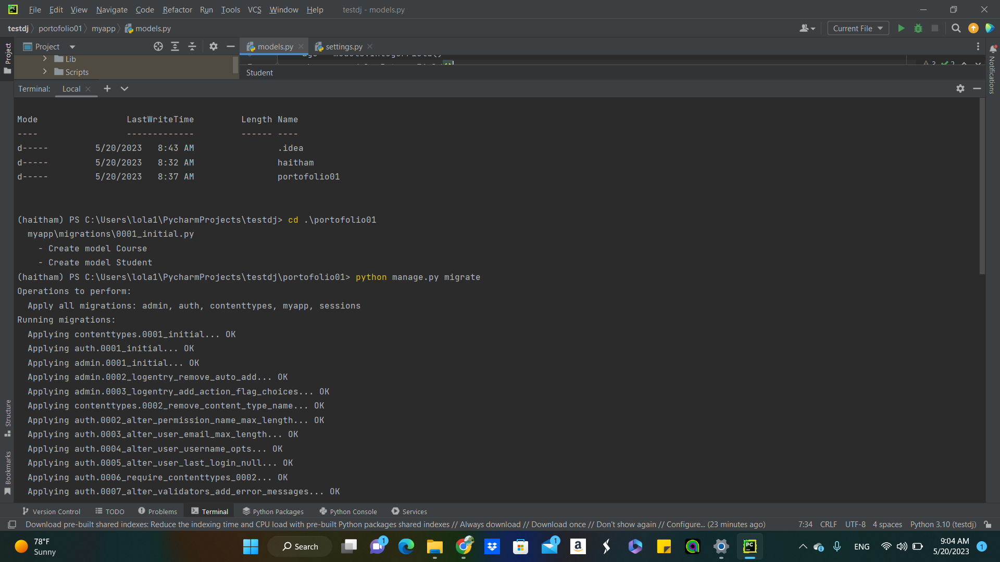 PC File Edit View Navigate Code Refactor Run Tools VCS Window Help testdj - models.py
testdj portofolio01 myapp models.py Current File
Project models.py settings.py
Lib
Scripts
Student
Terminal: Local
Mode LastWriteTime Length Name
---- ------------- ------ ----
d----- 5/20/2023 8:43 AM .idea
d----- 5/20/2023 8:32 AM haitham
d----- 5/20/2023 8:37 AM portofolio01
(haitham) PS C:\Users\lola1\PycharmProjects\testdj> cd .\portofolio01
myapp\migrations\0001_initial.py
- Create model Course
- Create model Student
(haitham) PS C:\Users\lola1\PycharmProjects\testdj\portofolio01> python manage.py migrate
Operations to perform:
Apply all migrations: admin, auth, contenttypes, myapp, sessions
Running migrations:
Applying contenttypes.0001_initial... OK
Applying auth.0001_initial... OK
Applying admin.0001_initial... OK
Applying admin.0002_logentry_remove_auto_add... OK
Applying admin.0003_logentry_add_action_flag_choices... OK
Applying contenttypes.0002_remove_content_type_name... OK
Applying auth.0002_alter_permission_name_max_length... OK
Applying auth.0003_alter_user_email_max_length... OK
Applying auth.0004_alter_user_username_opts... OK
Applying auth.0005_alter_user_last_login_null... OK
Applying auth.0006_require_contenttypes_0002... OK
Applying auth.0007_alter_validators_add_error_messages... OK
Project
Structure
Bookmarks
Notifications
Version Control TODO Problems Terminal Python Packages Python Console Services
Download pre-built shared indexes: Reduce the indexing time and CPU load with pre-built Python packages shared indexes // Always download // Download once // Don't show again // Configure... (23 minutes ago) 7:34 CRLF UTF-8 4 spaces Python 3.10 (testdj)
78°F
Sunny
Search
1
1
a
PC
ENG
9:04 AM
5/20/2023
1